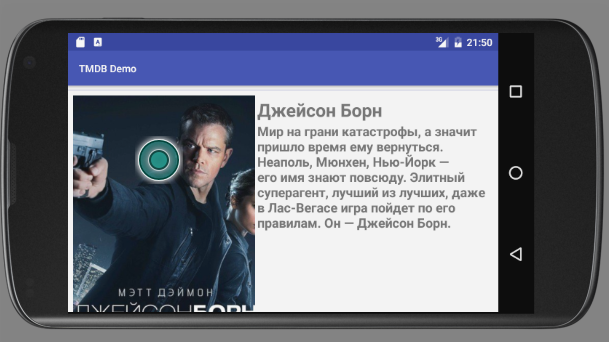 3G
A
21:50
TMDB Demo
Джейсон Борн
Мир на грани катастрофы, а значит
пришло время ему вернуться.
Неаполь, Мюнхен, Нью-Йорк —
его имя знают повсюду. Элитный
суперагент, лучший из лучших, даже
в Лас-Вегасе игра пойдет по его
правилам. Он — Джейсон Борн.
МЭТТ ДЭЙМОН
ДЖЕЙСОНБОРН